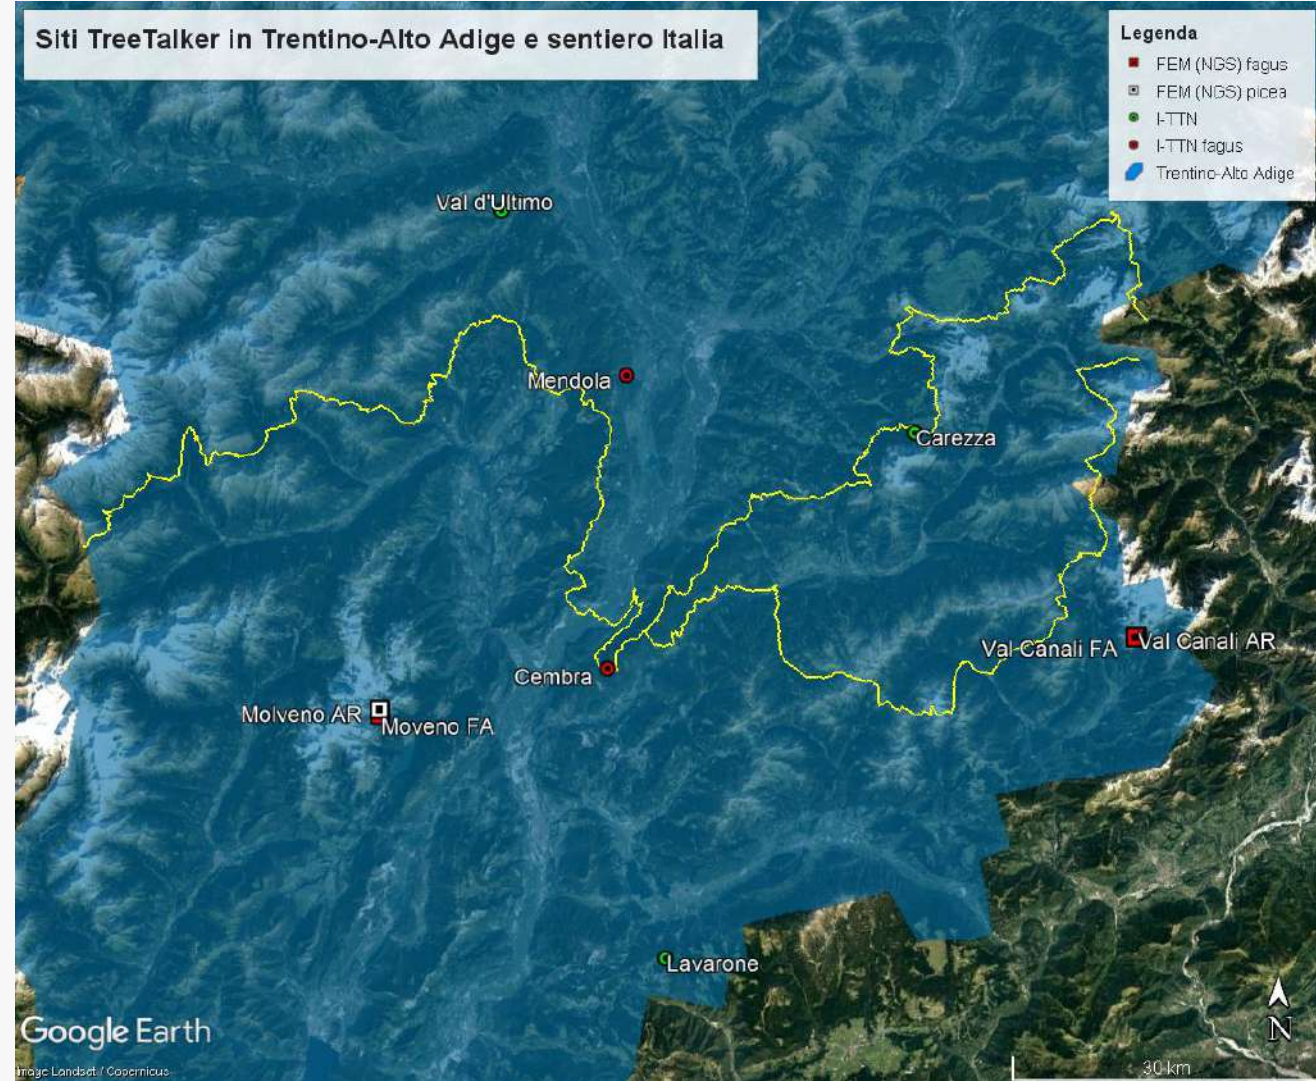 Siti TreeTalker in Trentino-Alto Adige e sentiero Italia
Legenda
FEM (NGS) fagus
FEM (NGS) picea
I-TTN
I-TTN fagus
Trentino-Alto Adige
Val d'Ultimo
Mendola
Carezza
Val Canali FA
Val Canali AR
Cembra
Molveno AR
Moveno FA
Lavarone
Google Earth
Image Landsat / Copernicus
N
30 km